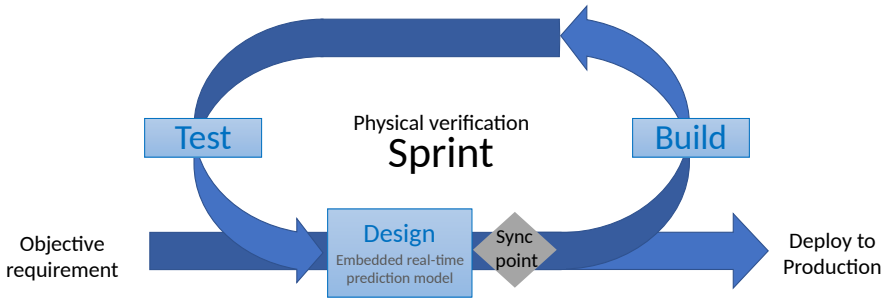 Test
Physical verification
Sprint
Build
Objective
requirement
Design
Embedded real-time
prediction model
Sync
point
Deploy to
Production